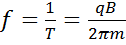 f = 1/T = qB/2πm